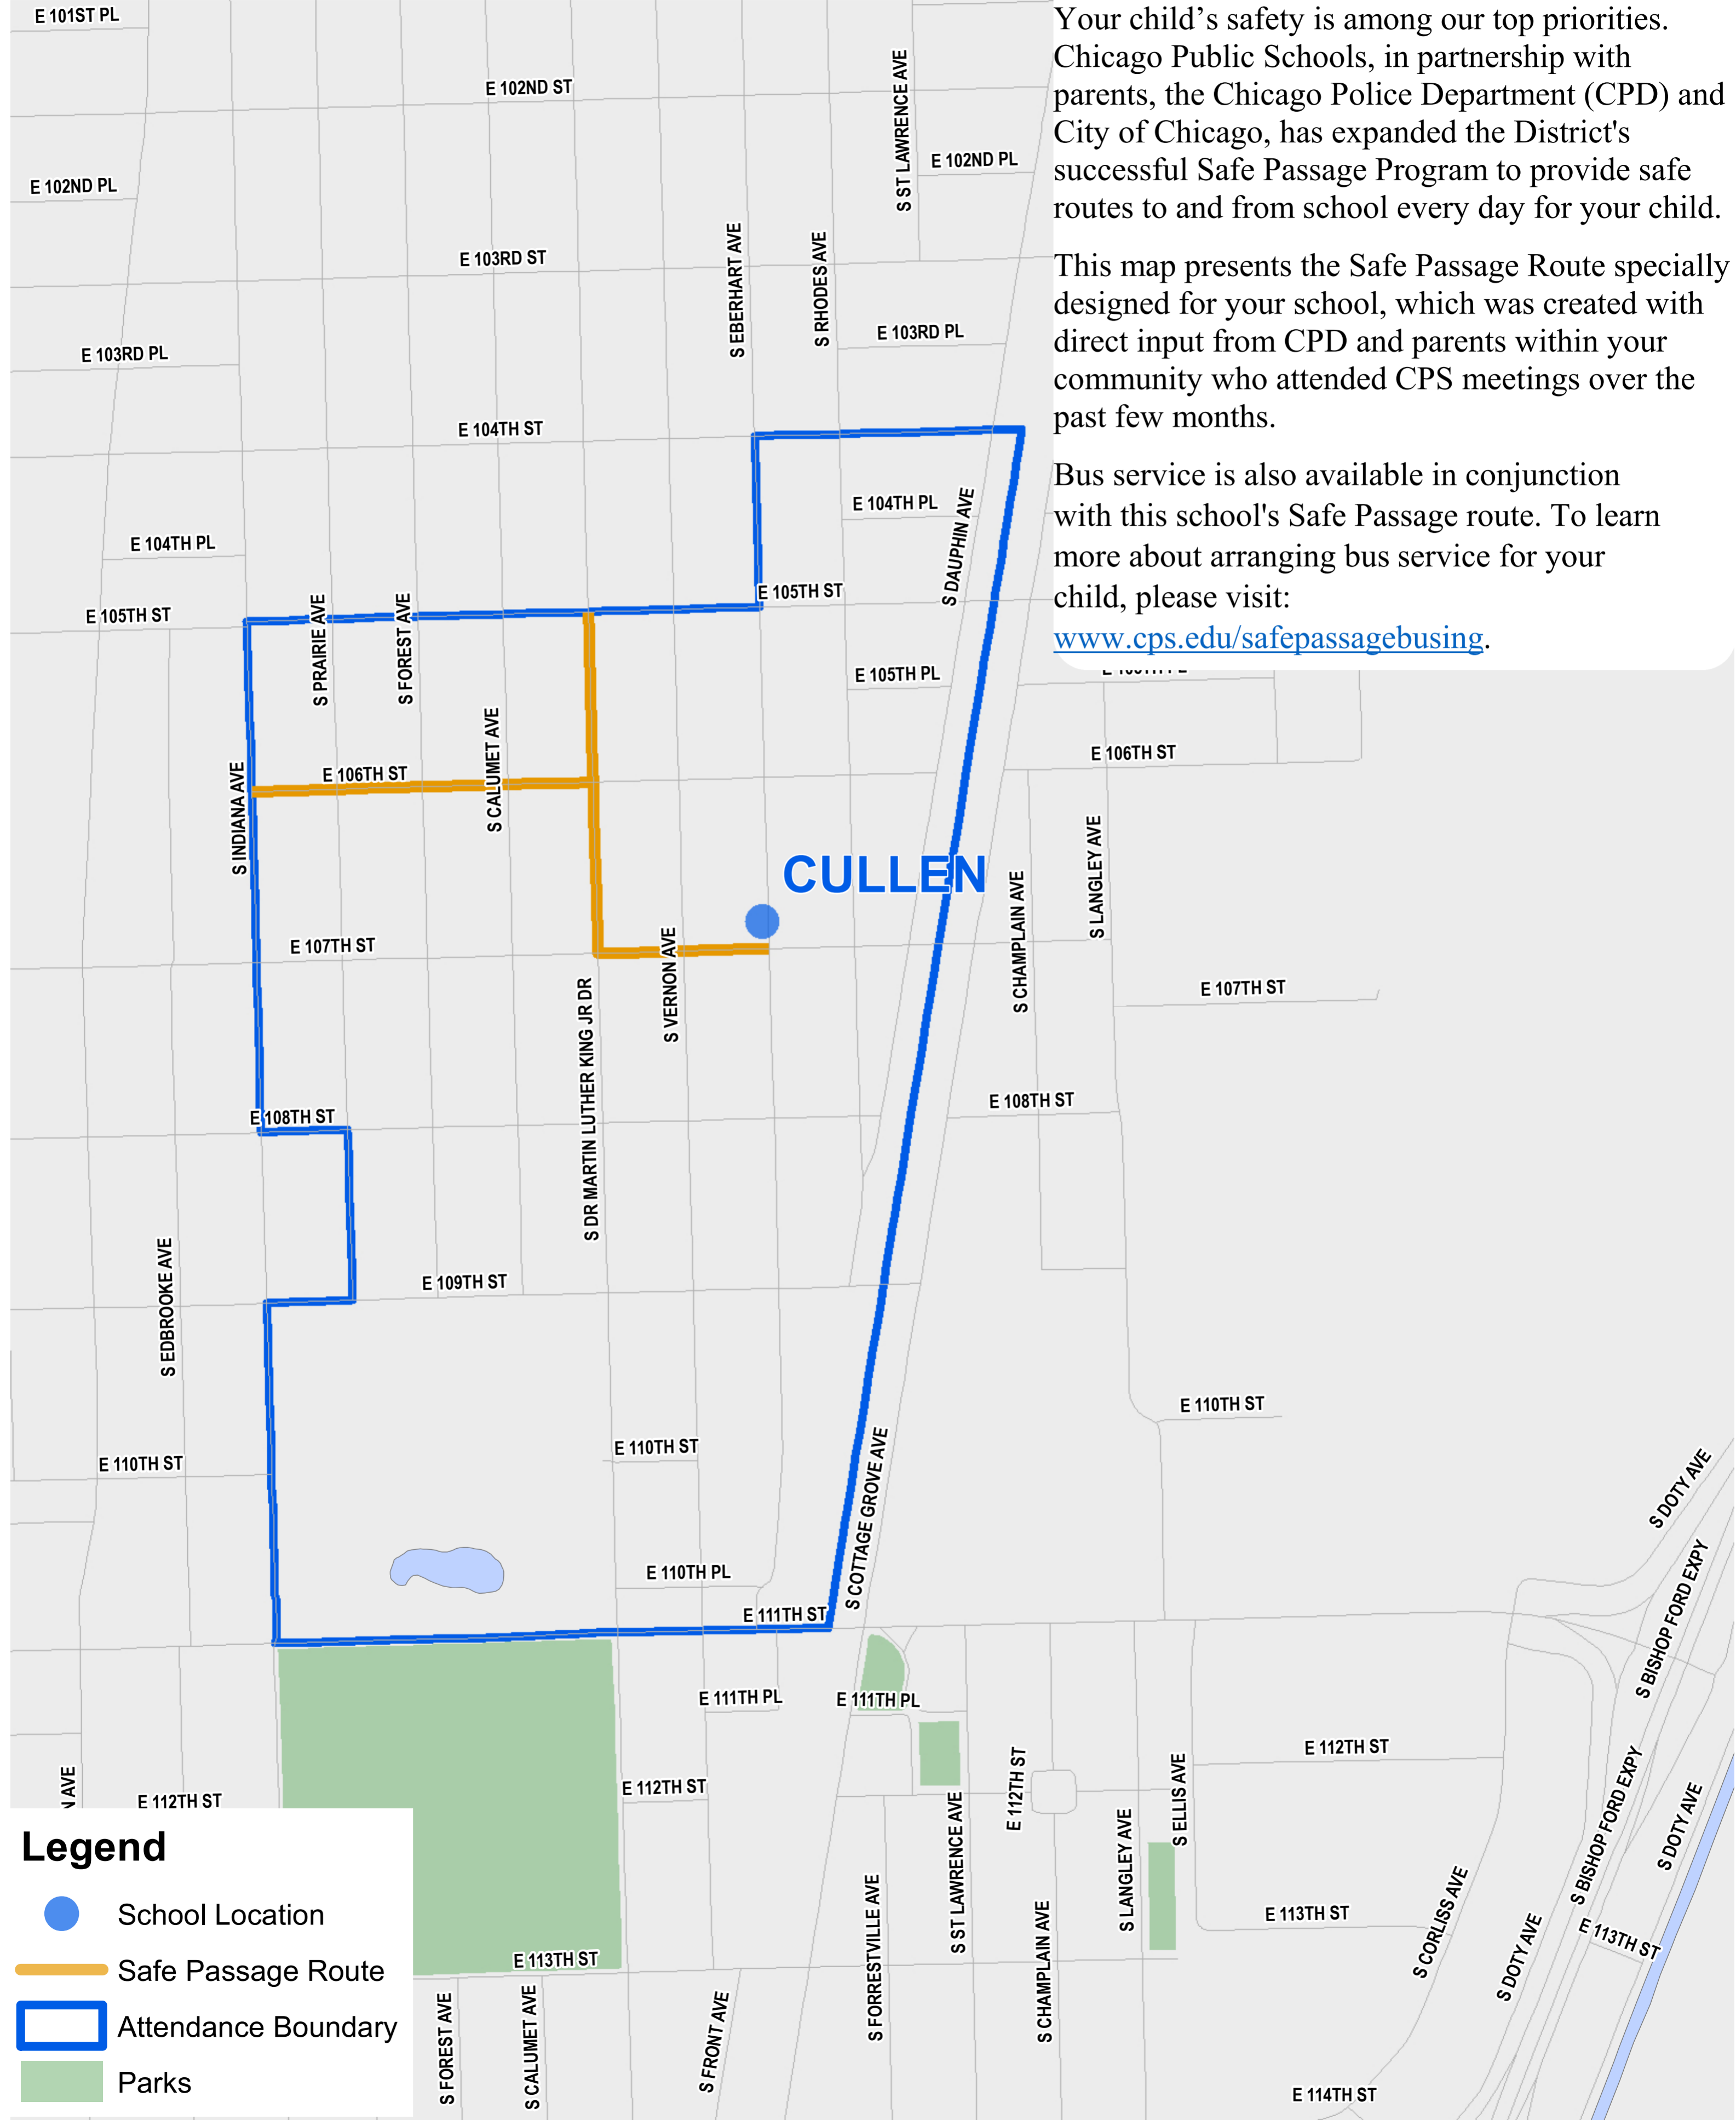 Your child’s safety is among our top priorities.
Chicago Public Schools, in partnership with
parents, the Chicago Police Department (CPD) and
City of Chicago, has expanded the District's
successful Safe Passage Program to provide safe
routes to and from school every day for your child.
This map presents the Safe Passage Route specially
designed for your school, which was created with
direct input from CPD and parents within your
community who attended CPS meetings over the
past few months.
Bus service is also available in conjunction
with this school's Safe Passage route. To learn
more about arranging bus service for your
child, please visit:
www.cps.edu/safepassagebusing.
E 101ST PL
E 102ND ST
S ST LAWRENCE AVE
E 102ND PL
E 102ND PL
E 103RD ST
S EBERHART AVE
S RHODES AVE
E 103RD PL
E 103RD PL
E 104TH ST
E 104TH PL
S DAUPHIN AVE
E 104TH PL
E 105TH ST
E 105TH ST
S PRAIRIE AVE
S FOREST AVE
E 105TH PL
S CALUMET AVE
E 106TH ST
E 106TH ST
S INDIANA AVE
CULLEN
S CHAMPLAIN AVE
S LANGLEY AVE
E 107TH ST
S VERNON AVE
E 107TH ST
S DR MARTIN LUTHER KING JR DR
E 108TH ST
E 108TH ST
S EDBROOKE AVE
E 109TH ST
E 110TH ST
E 110TH ST
E 110TH ST
S COTTAGE GROVE AVE
S DOTY AVE
E 110TH PL
E 111TH ST
S BISHOP FORD EXPY
E 111TH PL
E 111TH PL
E 112TH ST
E 112TH ST
S ELLIS AVE
E 112TH ST
N AVE
E 112TH ST
S ST LAWRENCE AVE
S LANGLEY AVE
S BISHOP FORD EXPY
S DOTY AVE
S FORRESTVILLE AVE
S CHAMPLAIN AVE
E 113TH ST
S CORLISS AVE
S DOTY AVE
E 113TH ST
E 113TH ST
S FOREST AVE
S CALUMET AVE
S FRONT AVE
E 114TH ST
Legend
School Location
Safe Passage Route
Attendance Boundary
Parks